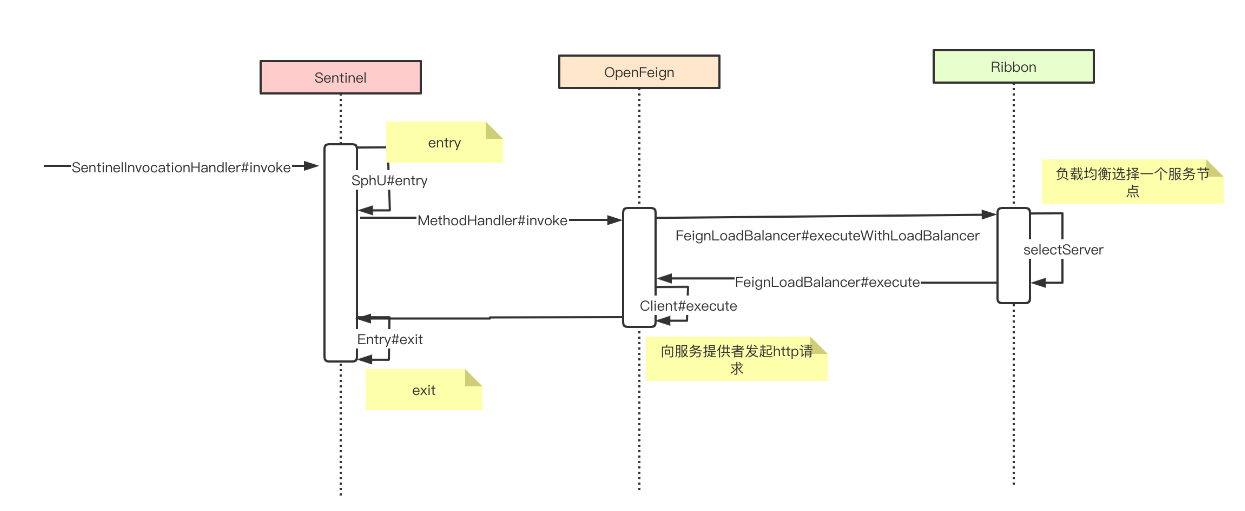 Sentinel
OpenFeign
Ribbon
entry
SentinelInvocationHandler#invoke
SphU#entry
负载均衡选择一个服务节
点
MethodHandler#invoke
FeignLoadBalancer#executeWithLoadBalancer
selectServer
FeignLoadBalancer#execute
Client#execute
Entry#exit
向服务提供者发起http请
求
exit